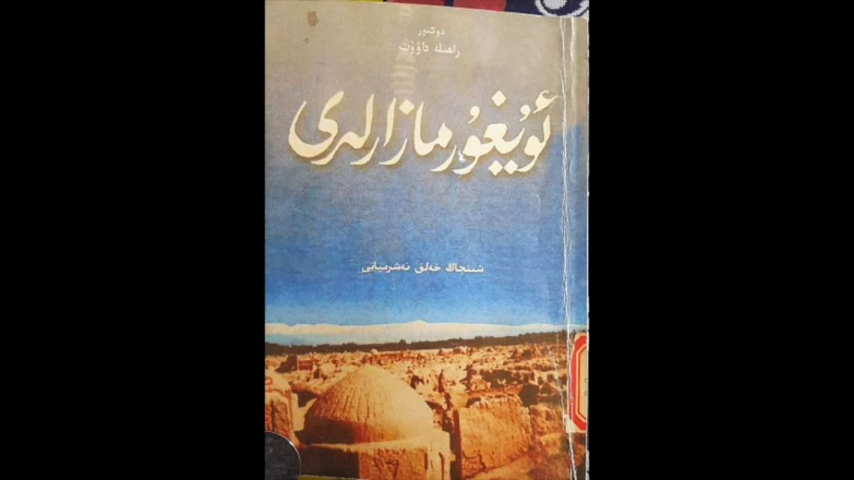 دوكتور
راھىلە داۋۇت
ئۇيغۇر مازارلىرى
شىنجاڭ خەلق نەشرىياتى